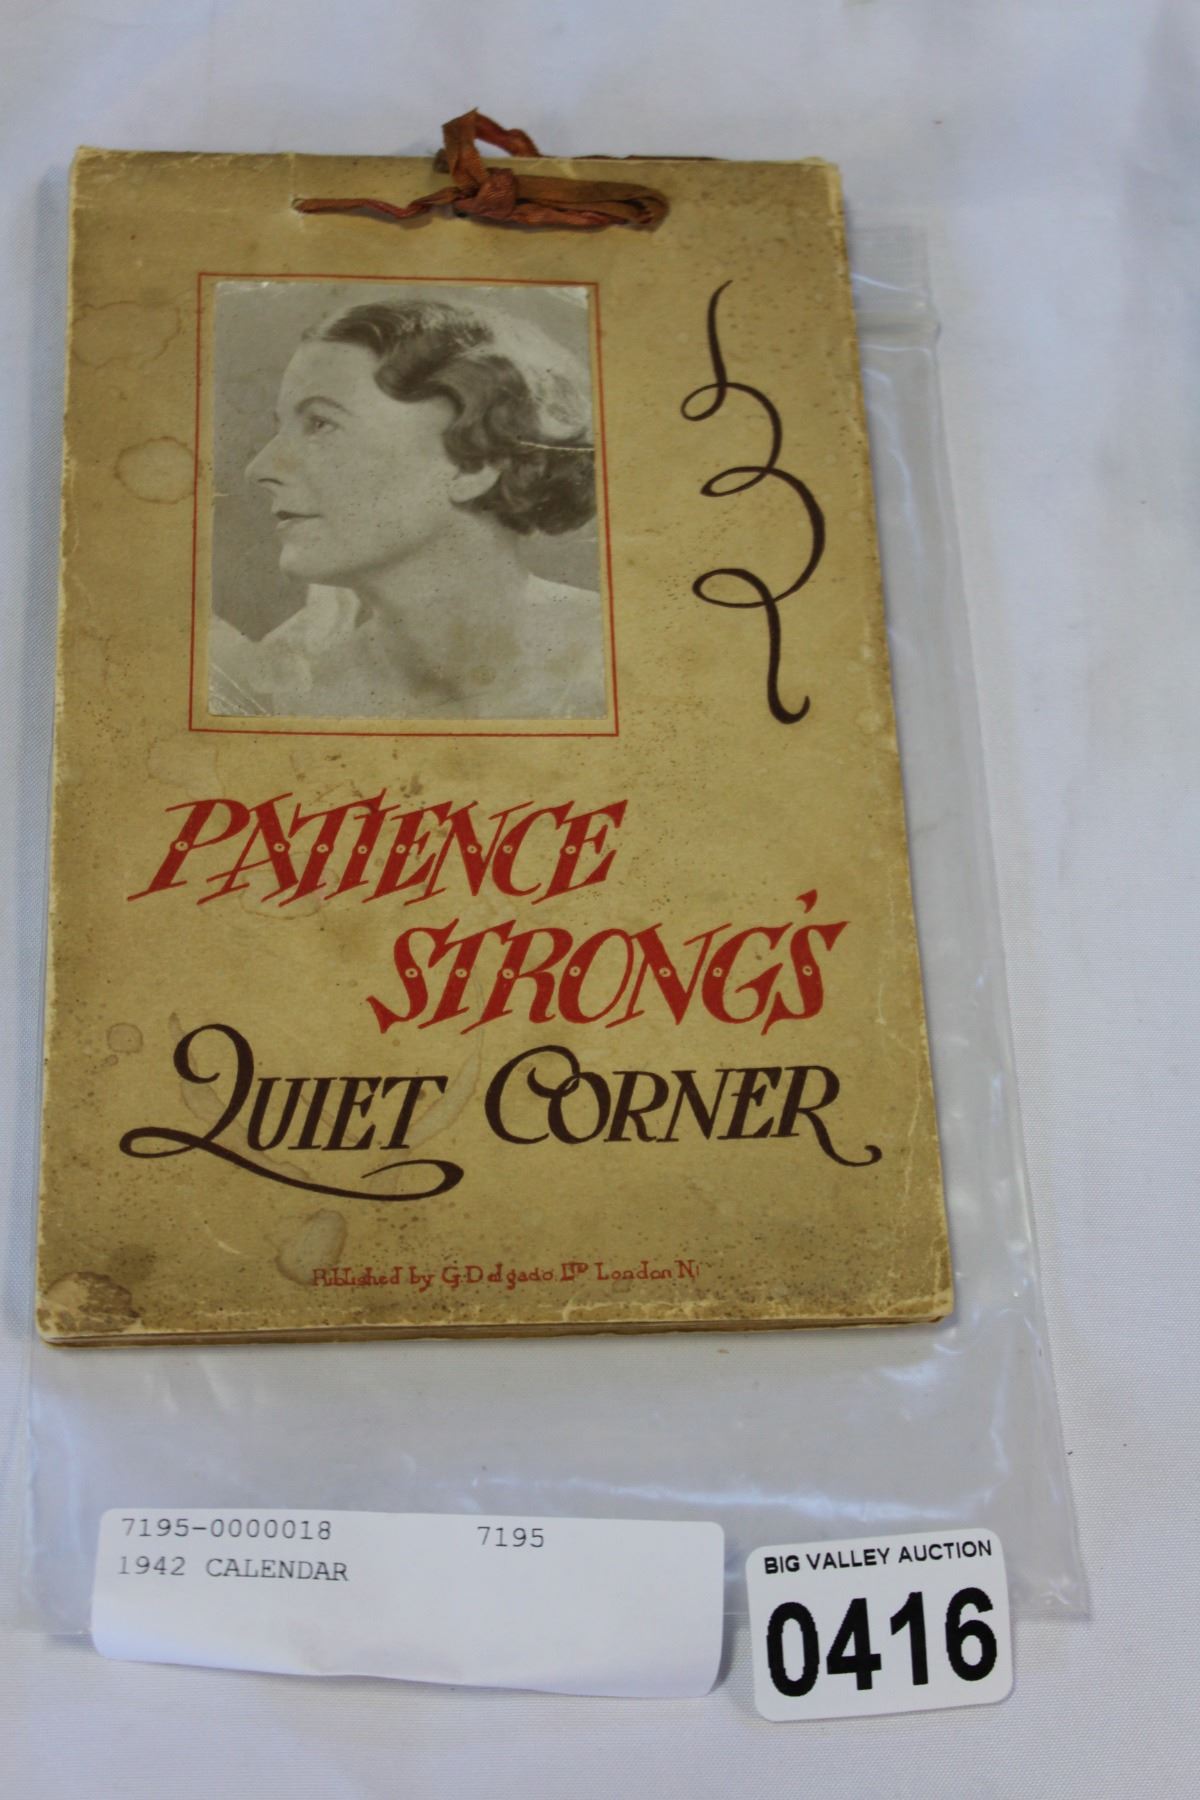 PATIENCE
STRONG'S
QUIET CORNER
Published by G. Delgado. LTD London N1
7195-0000018 7195
1942 CALENDAR
BIG VALLEY AUCTION
0416